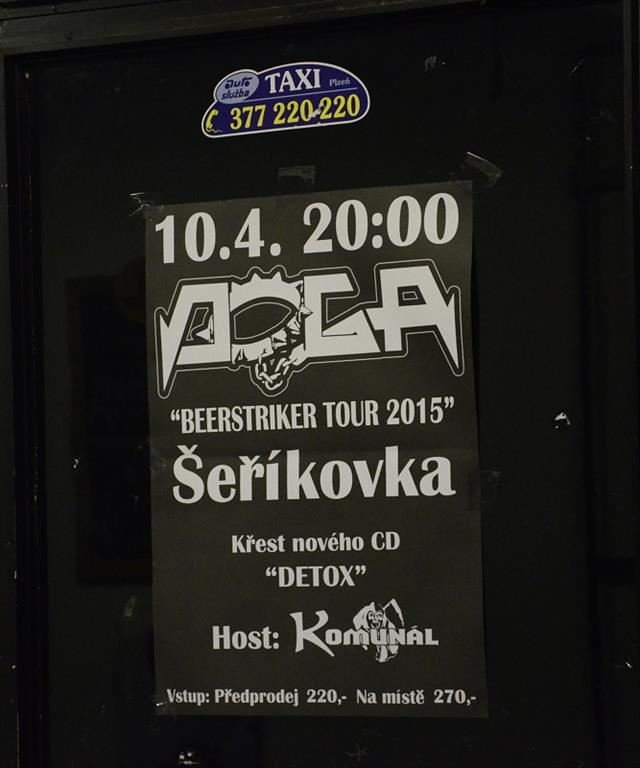 auto
služba
TAXI Plzeň
377 220 220
10.4. 20:00
DOGA
“BEERSTRIKER TOUR 2015”
Šeříkovka
Křest nového CD
“DETOX”
Host: KOMUNÁL
Vstup: Předprodej 220,- Na místě 270,-